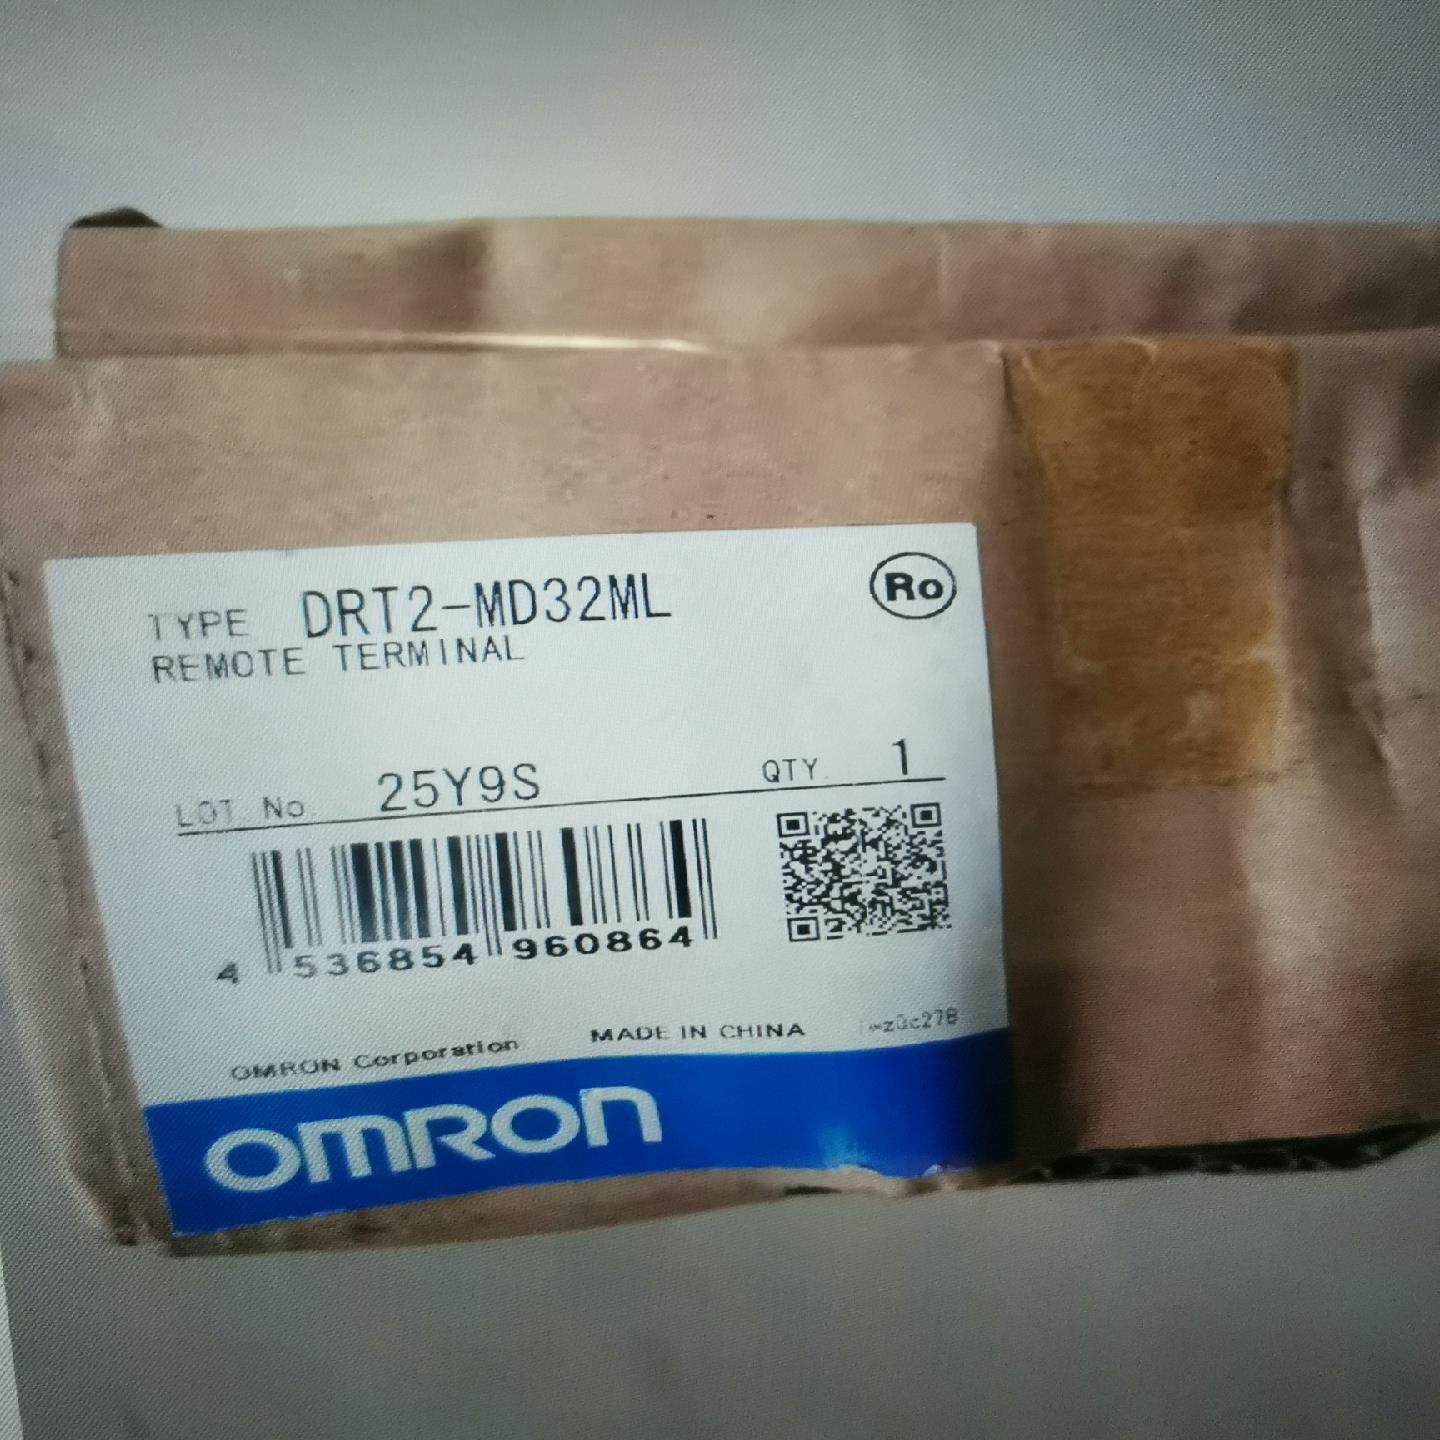 TYPE DRT2-MD32ML
Ro
REMOTE TERMINAL
LOT No. 25Y9S QTY. 1
4 536854 960864
OMRON Corporation MADE IN CHINA
OMRON